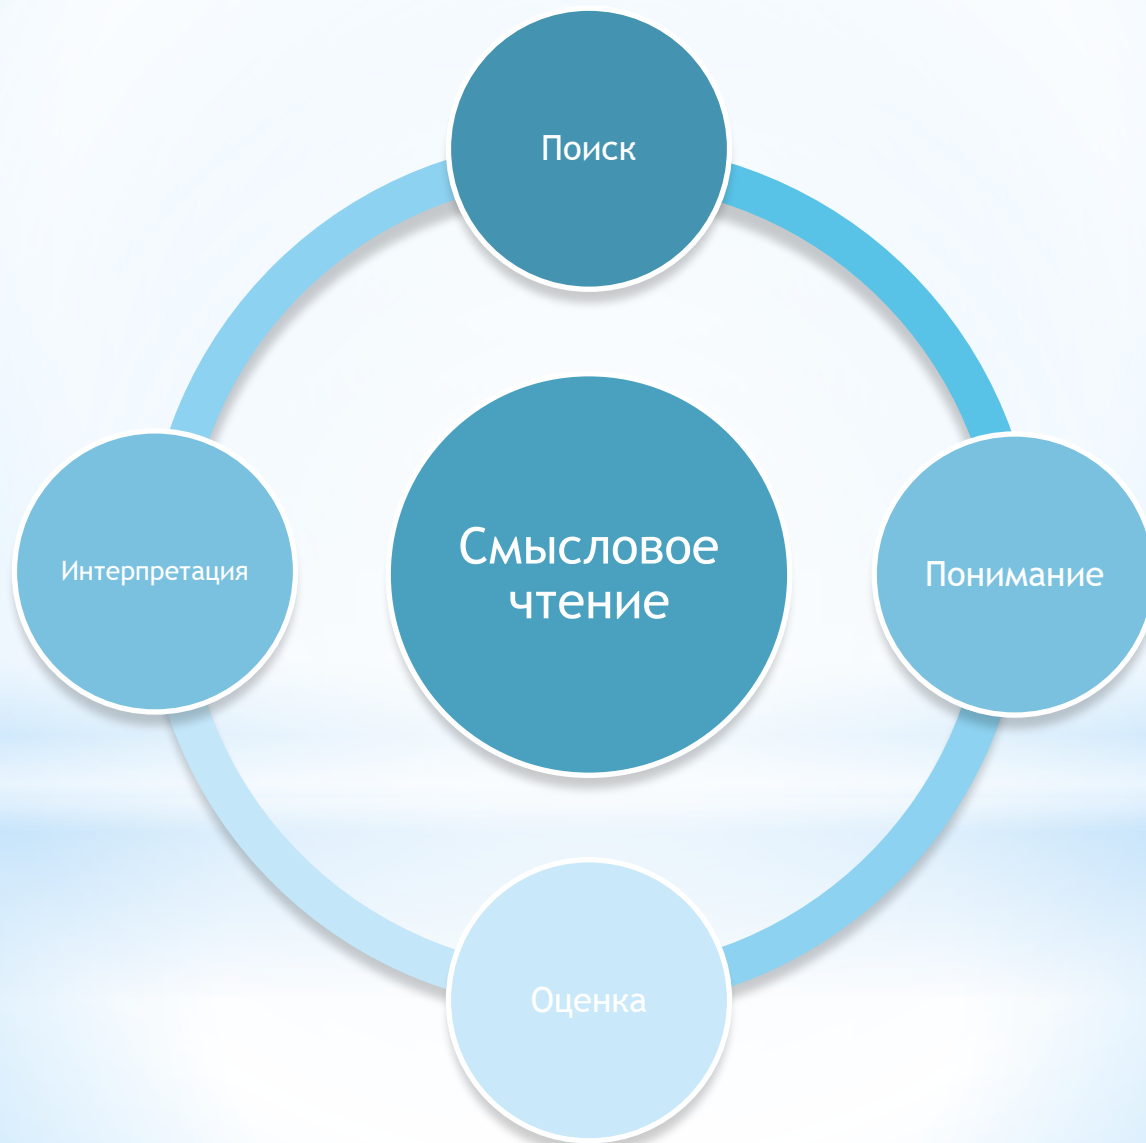 Поиск
Смысловое
чтение
Интерпретация
Понимание
Оценка